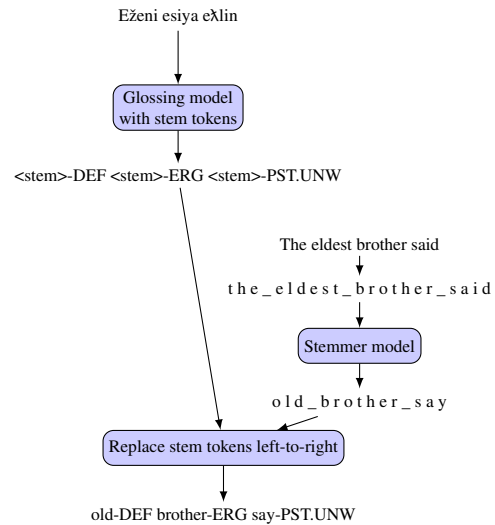 Eženi esiya eƛlin
Glossing model
with stem tokens
<stem>-DEF <stem>-ERG <stem>-PST.UNW
The eldest brother said
t h e _ e l d e s t _ b r o t h e r _ s a i d
Stemmer model
o l d _ b r o t h e r _ s a y
Replace stem tokens left-to-right
old-DEF brother-ERG say-PST.UNW